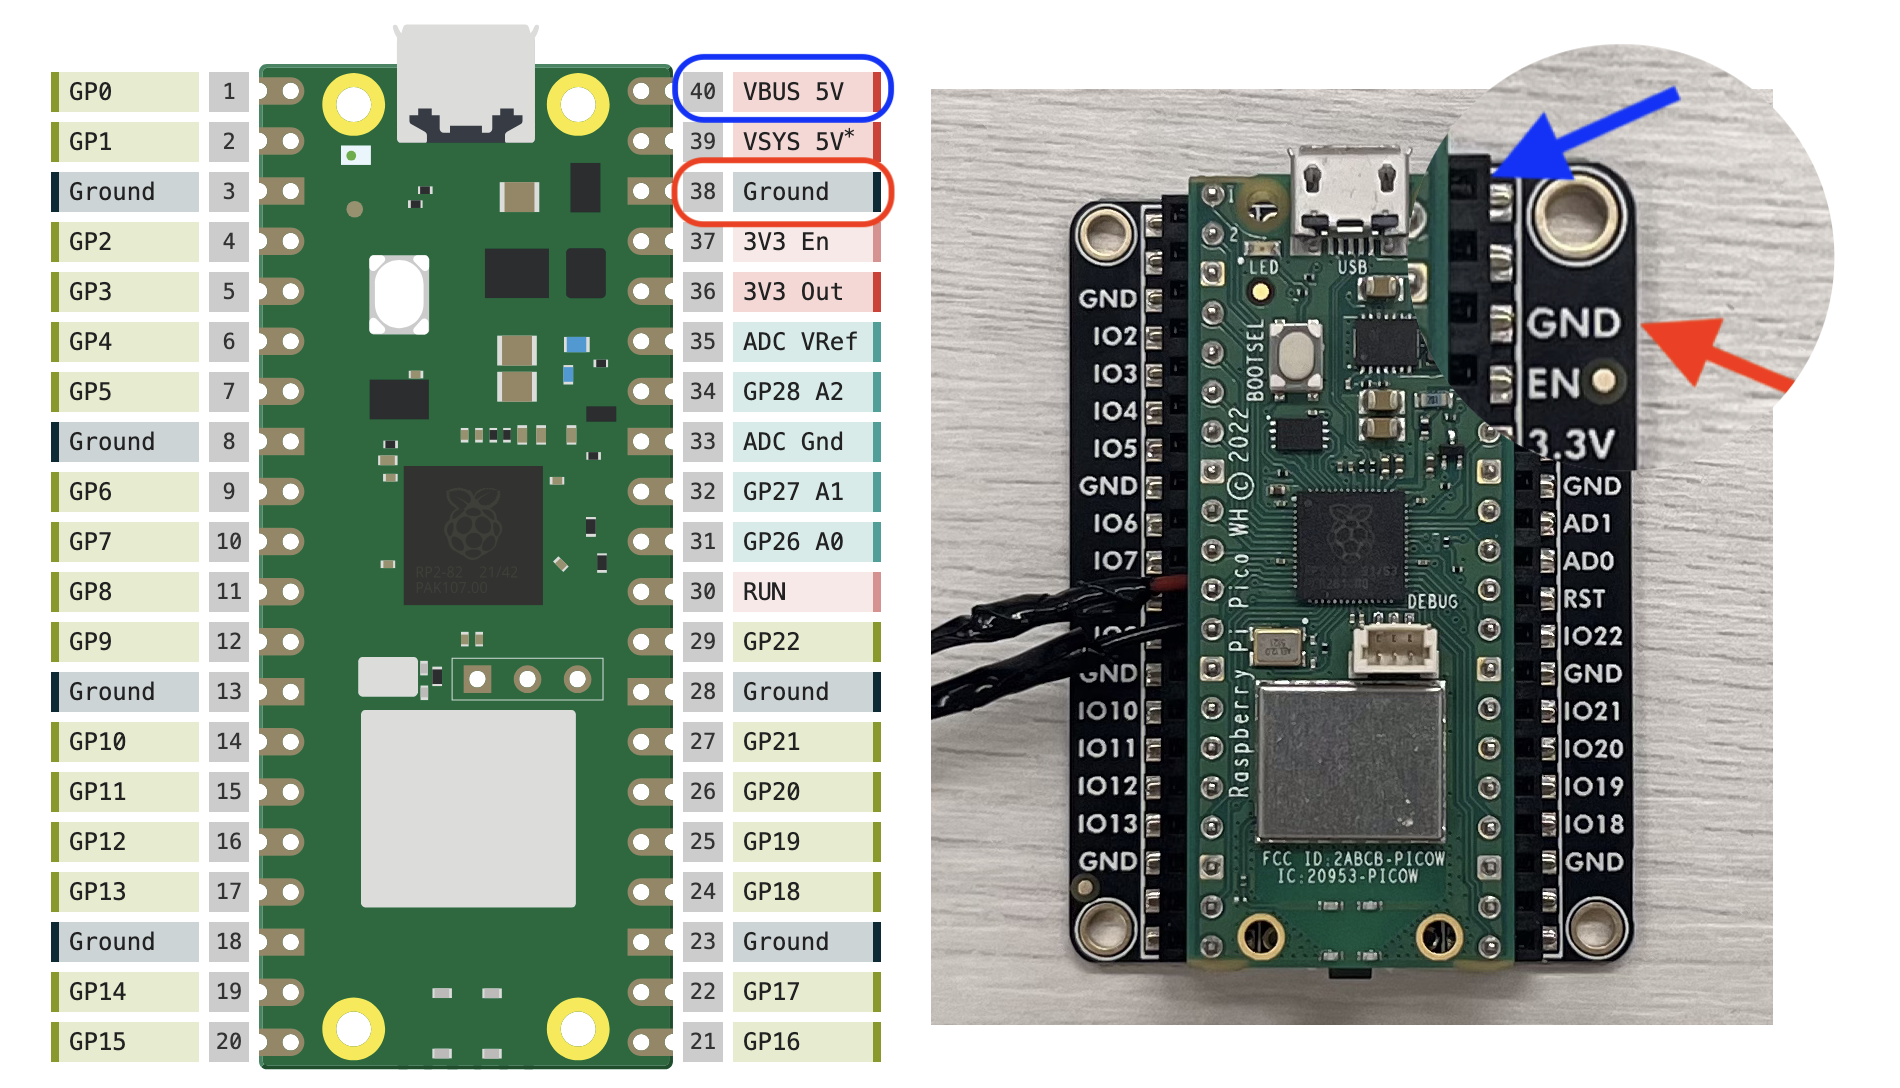 GP0 1 40 VBUS 5V
GP1 2 39 VSYS 5V*
Ground 3 38 Ground
GP2 4 37 3V3 En
GP3 5 36 3V3 Out
GP4 6 35 ADC VRef
GP5 7 34 GP28 A2
Ground 8 33 ADC Gnd
GP6 9 32 GP27 A1
GP7 10 31 GP26 A0
GP8 11 30 RUN
GP9 12 29 GP22
Ground 13 28 Ground
GP10 14 27 GP21
GP11 15 26 GP20
GP12 16 25 GP19
GP13 17 24 GP18
Ground 18 23 Ground
GP14 19 22 GP17
GP15 20 21 GP16
RP2-82 21/42
PAK107.00
GND
IO2
IO3
IO4
IO5
GND
IO6
IO7
GND
IO10
IO11
IO12
IO13
GND
1
2
LED
USB
BOOTSEL
Raspberry Pi Pico WH © 2022
DEBUG
FCC ID:2ABCB-PICOW
IC:20953-PICOW
GND
EN
3.3V
GND
AD1
AD0
RST
IO22
GND
IO21
IO20
IO19
IO18
GND